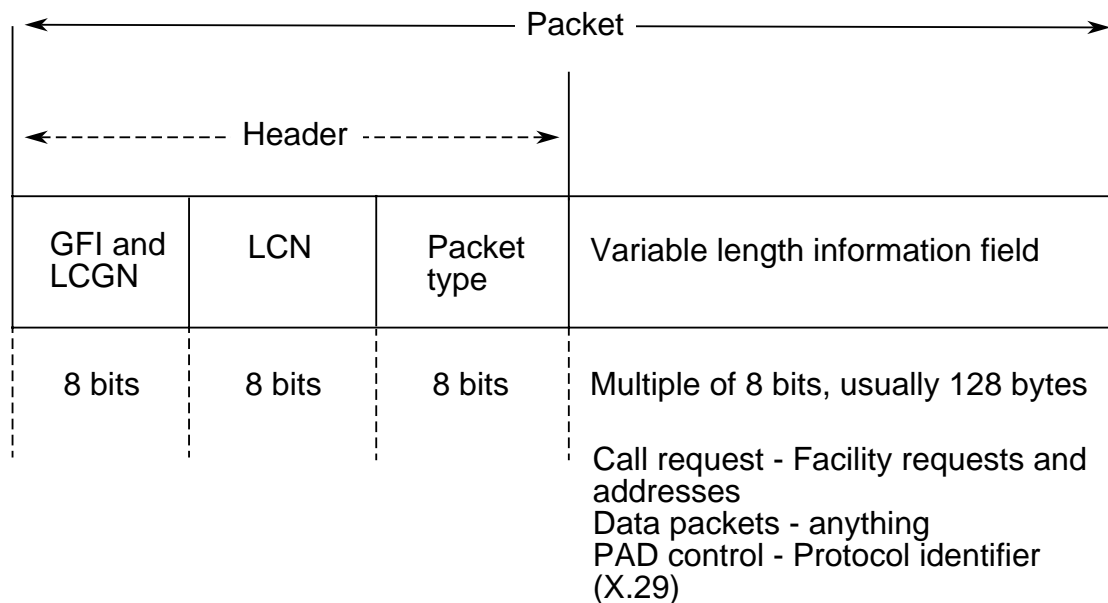 Packet
Header
GFI and
LCGN
LCN
Packet
type
Variable length information field
8 bits
8 bits
8 bits
Multiple of 8 bits, usually 128 bytes
Call request - Facility requests and
addresses
Data packets - anything
PAD control - Protocol identifier
(X.29)